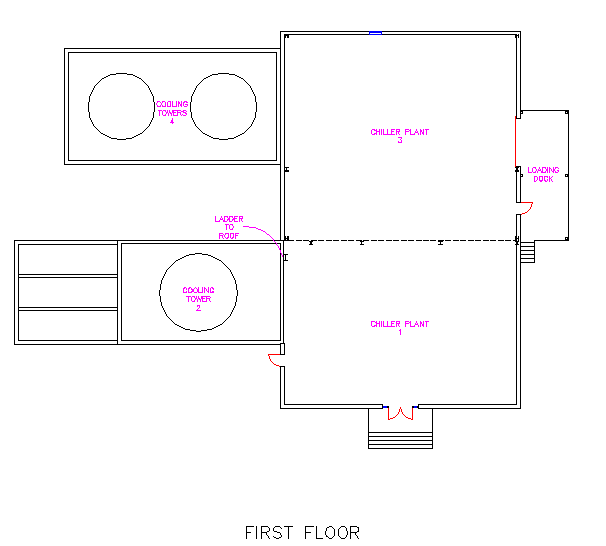 COOLING
TOWERS
4
CHILLER PLANT
3
LOADING
DOCK
LADDER
TO
ROOF
COOLING
TOWER
2
CHILLER PLANT
1
FIRST FLOOR